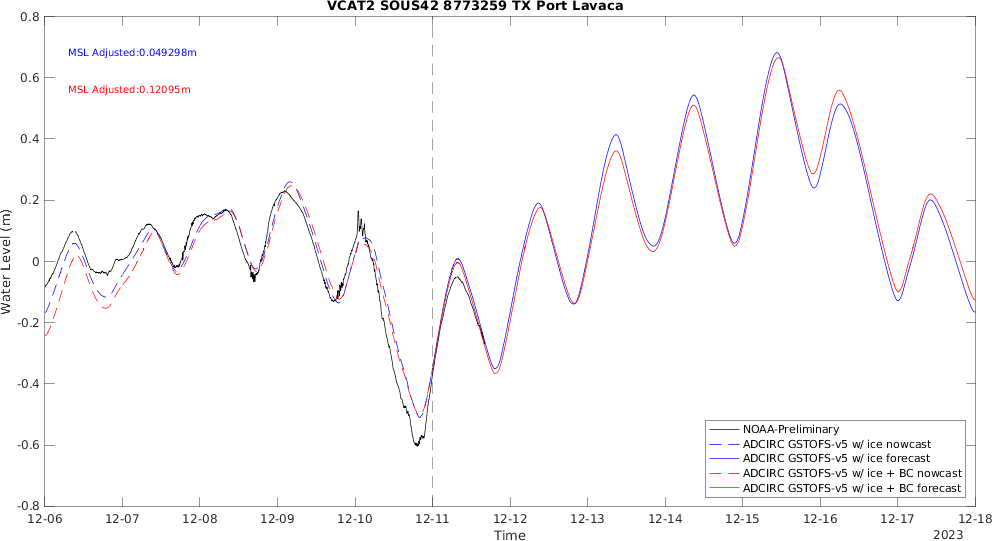 VCAT2 SOUS42 8773259 TX Port Lavaca
MSL Adjusted:0.049298m
MSL Adjusted:0.12095m
Water Level (m)
0.8
0.6
0.4
0.2
0
-0.2
-0.4
-0.6
-0.8
NOAA-Preliminary
ADCIRC GSTOFS-v5 w/ ice nowcast
ADCIRC GSTOFS-v5 w/ ice forecast
ADCIRC GSTOFS-v5 w/ ice + BC nowcast
ADCIRC GSTOFS-v5 w/ ice + BC forecast
12-06 12-07 12-08 12-09 12-10 12-11 12-12 12-13 12-14 12-15 12-16 12-17 12-18
Time
2023